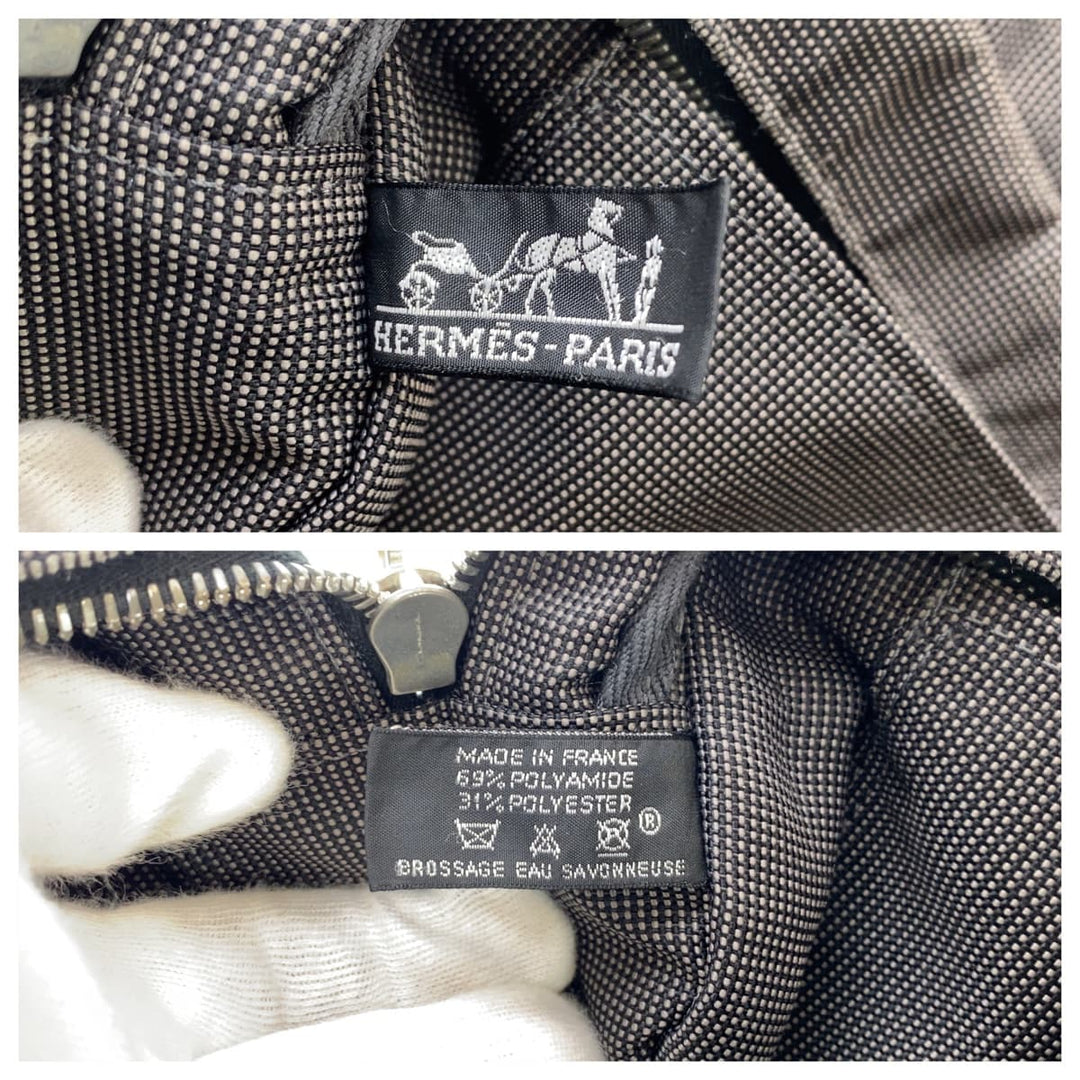 HERMÈS-PARIS
MADE IN FRANCE
69% POLYAMIDE
31% POLYESTER
®
BROSSAGE EAU SAVONNEUSE